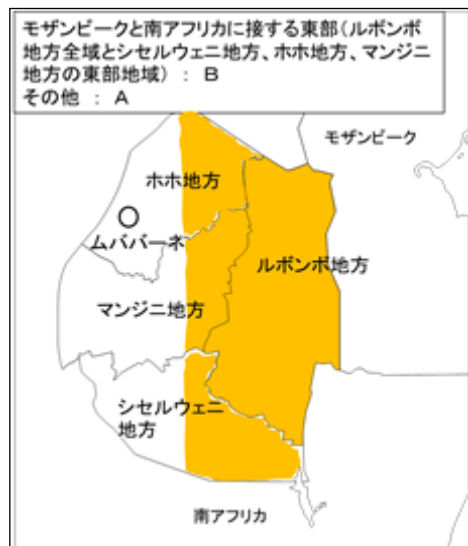 モザンビークと南アフリカに接する東部(ルボンボ
地方全域とシセルウェニ地方、ホホ地方、マンジニ
地方の東部地域) : B
その他 : A
モザンビーク
ホホ地方
ムババーネ
ルボンボ地方
マンジニ地方
シセルウェニ
地方
南アフリカ